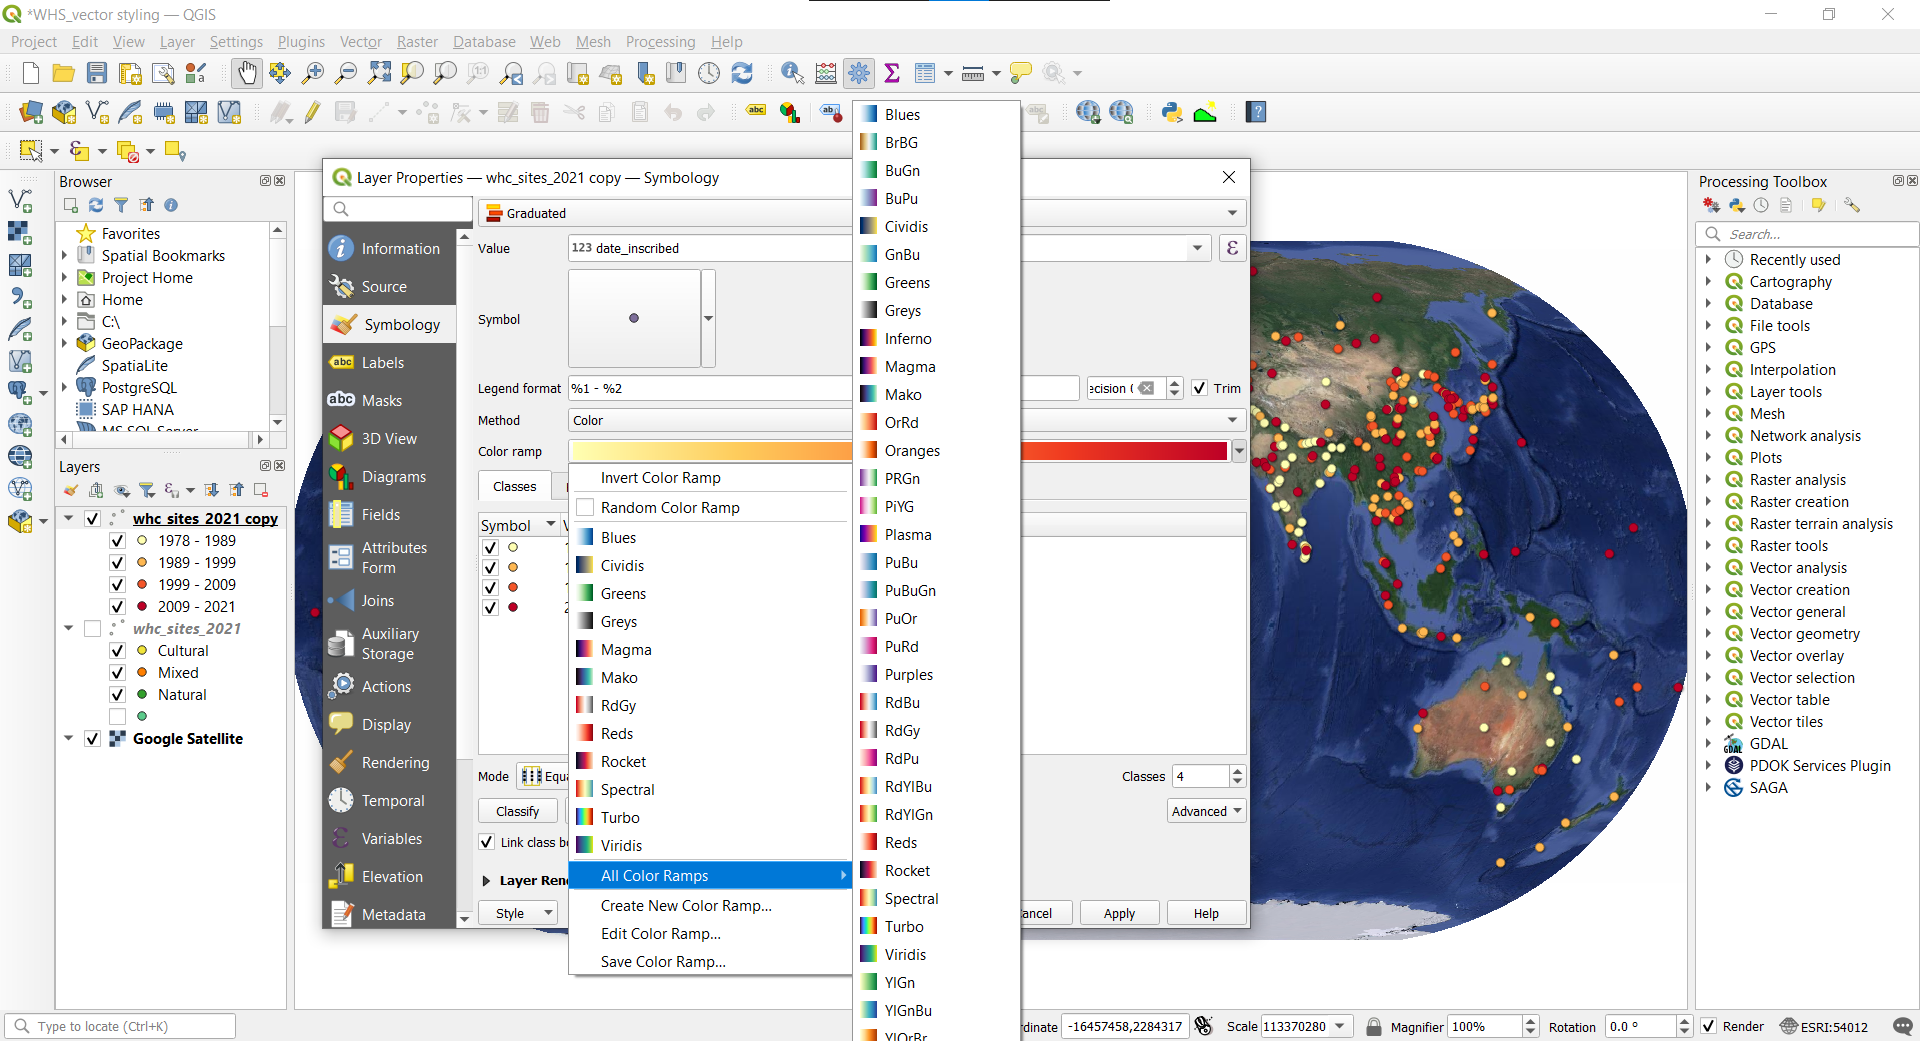 *WHS_vector styling — QGIS
Project Edit View Layer Settings Plugins Vector Raster Database Web Mesh Processing Help
Browser
Favorites
Spatial Bookmarks
Project Home
Home
C:\
GeoPackage
SpatiaLite
PostgreSQL
SAP HANA
MS SQL Server
Layers
whc_sites_2021 copy
1978 - 1989
1989 - 1999
1999 - 2009
2009 - 2021
whc_sites_2021
Cultural
Mixed
Natural
Google Satellite
Layer Properties — whc_sites_2021 copy — Symbology
Information
Source
Symbology
Labels
Masks
3D View
Diagrams
Fields
Attributes
Form
Joins
Auxiliary
Storage
Actions
Display
Rendering
Temporal
Variables
Elevation
Metadata
Graduated
Value 123 date_inscribed
Symbol
Legend format %1 - %2
Trim
Method Color
Color ramp
Classes
Symbol
Mode Equa
Classes 4
Classify
Advanced
Link class bo
Layer Ren
Style
ancel Apply Help
Invert Color Ramp
Random Color Ramp
Blues
Cividis
Greens
Greys
Magma
Mako
RdGy
Reds
Rocket
Spectral
Turbo
Viridis
All Color Ramps
Create New Color Ramp...
Edit Color Ramp...
Save Color Ramp...
Blues
BrBG
BuGn
BuPu
Cividis
GnBu
Greens
Greys
Inferno
Magma
Mako
OrRd
Oranges
PRGn
PiYG
Plasma
PuBu
PuBuGn
PuOr
PuRd
Purples
RdBu
RdGy
RdPu
RdYlBu
RdYlGn
Reds
Rocket
Spectral
Turbo
Viridis
YlGn
YlGnBu
YlOrBr
Processing Toolbox
Search...
Recently used
Cartography
Database
File tools
GPS
Interpolation
Layer tools
Mesh
Network analysis
Plots
Raster analysis
Raster creation
Raster terrain analysis
Raster tools
Vector analysis
Vector creation
Vector general
Vector geometry
Vector overlay
Vector selection
Vector table
Vector tiles
GDAL
PDOK Services Plugin
SAGA
Type to locate (Ctrl+K)
rdinate -16457458,2284317 Scale 113370280 Magnifier 100% Rotation 0.0 ° Render ESRI:54012